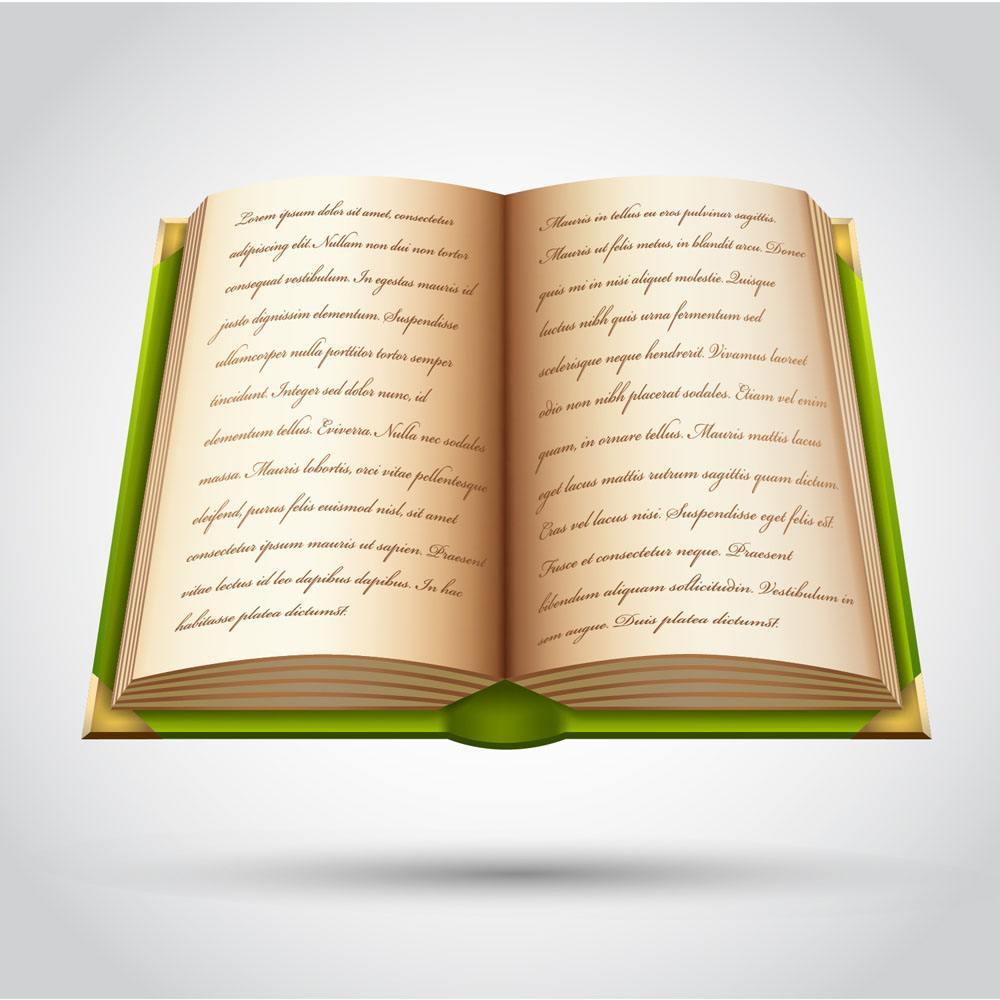 Lorem ipsum dolor sit amet, consectetur
adipiscing elit. Nullam non dui non tortor
consequat vestibulum. In egestas mauris id
justo dignissim elementum. Suspendisse
ullamcorper nulla porttitor tortor semper
tincidunt. Integer sed dolor nunc, id
elementum tellus. Eviverra. Nulla nec sodales
massa. Mauris lobortis, orci vitae pellentesque
eleifend, purus felis euismod nisl, sit amet
consectetur ipsum mauris ut sapien. Praesent
vitae lectus id leo dapibus dapibus. In hac
habitasse platea dictumst.
Mauris in tellus eu eros pulvinar sagittis.
Mauris ut felis metus, in blandit arcu. Donec
quis mi in nisi aliquet molestie. Quisque
luctus nibh quis urna fermentum sed
scelerisque neque hendrerit. Vivamus laoreet
odio non nibh placerat sodales. Etiam vel enim
quam, in ornare tellus. Mauris mattis lacus
eget lacus mattis rutrum sagittis quam dictum.
Cras vel lacus nisi. Suspendisse eget felis est.
Fusce et consectetur neque. Praesent
bibendum aliquam sollicitudin. Vestibulum in
sem augue. Duis platea dictumst.